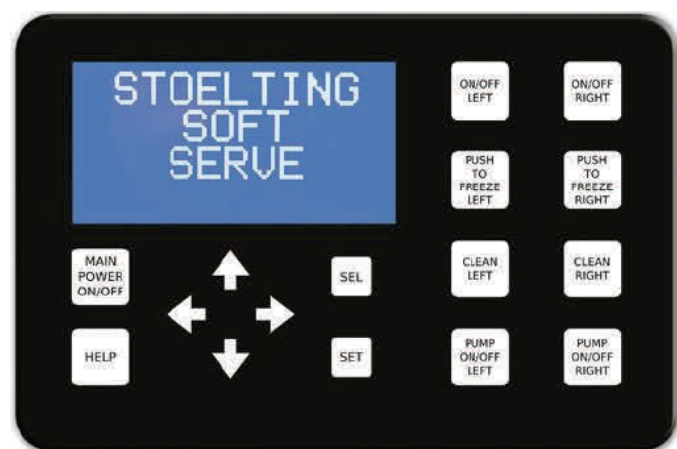 STOELTING
SOFT
SERVE
MAIN
POWER
ON/OFF
HELP
SEL
SET
ON/OFF
LEFT
ON/OFF
RIGHT
PUSH
TO
FREEZE
LEFT
PUSH
TO
FREEZE
RIGHT
CLEAN
LEFT
CLEAN
RIGHT
PUMP
ON/OFF
LEFT
PUMP
ON/OFF
RIGHT